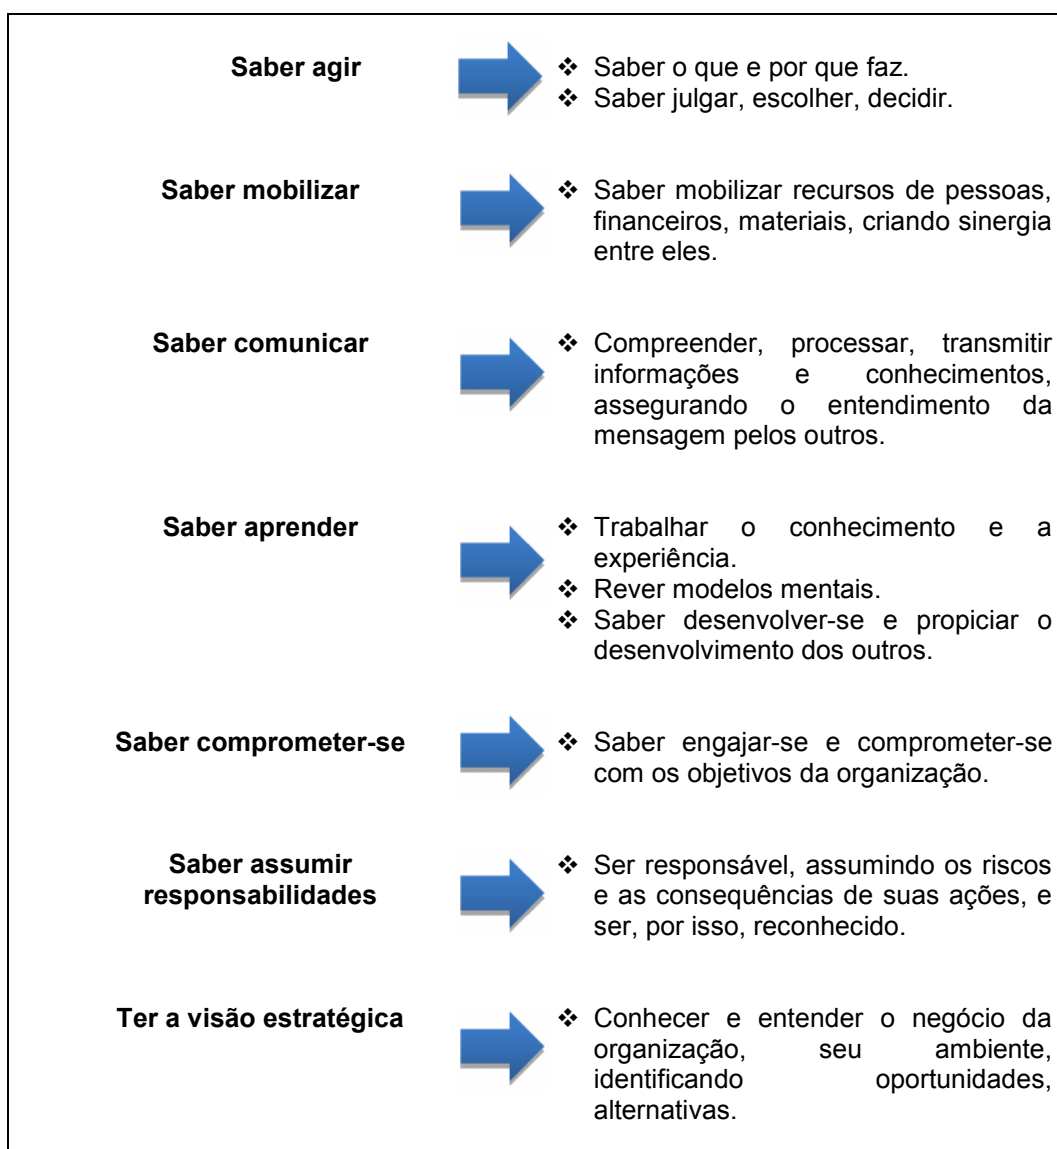 Saber agir
❖ Saber o que e por que faz.
❖ Saber julgar, escolher, decidir.
Saber mobilizar
❖ Saber mobilizar recursos de pessoas,
financeiros, materiais, criando sinergia
entre eles.
Saber comunicar
❖ Compreender, processar, transmitir
informações e conhecimentos,
assegurando o entendimento da
mensagem pelos outros.
Saber aprender
❖ Trabalhar o conhecimento e a
experiência.
❖ Rever modelos mentais.
❖ Saber desenvolver-se e propiciar o
desenvolvimento dos outros.
Saber comprometer-se
❖ Saber engajar-se e comprometer-se
com os objetivos da organização.
Saber assumir
responsabilidades
❖ Ser responsável, assumindo os riscos
e as consequências de suas ações, e
ser, por isso, reconhecido.
Ter a visão estratégica
❖ Conhecer e entender o negócio da
organização, seu ambiente,
identificando oportunidades,
alternativas.